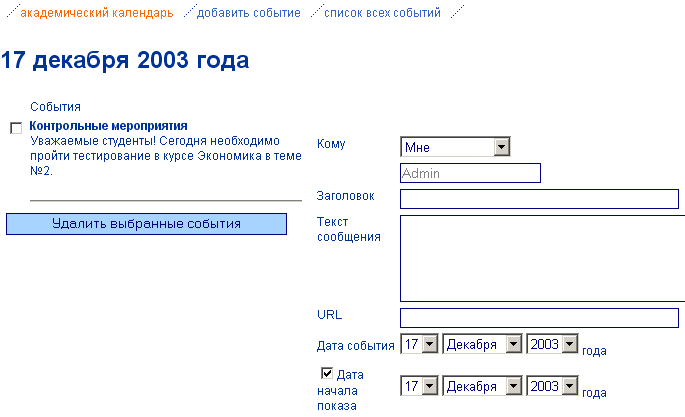 академический календарь добавить событие список всех событий
17 декабря 2003 года
События
Контрольные мероприятия
Уважаемые студенты! Сегодня необходимо
пройти тестирование в курсе Экономика в теме
№2.
Удалить выбранные события
Кому Мне
Admin
Заголовок
Текст
сообщения
URL
Дата события 17 Декабря 2003 года
Дата
начала
показа
17 Декабря 2003 года